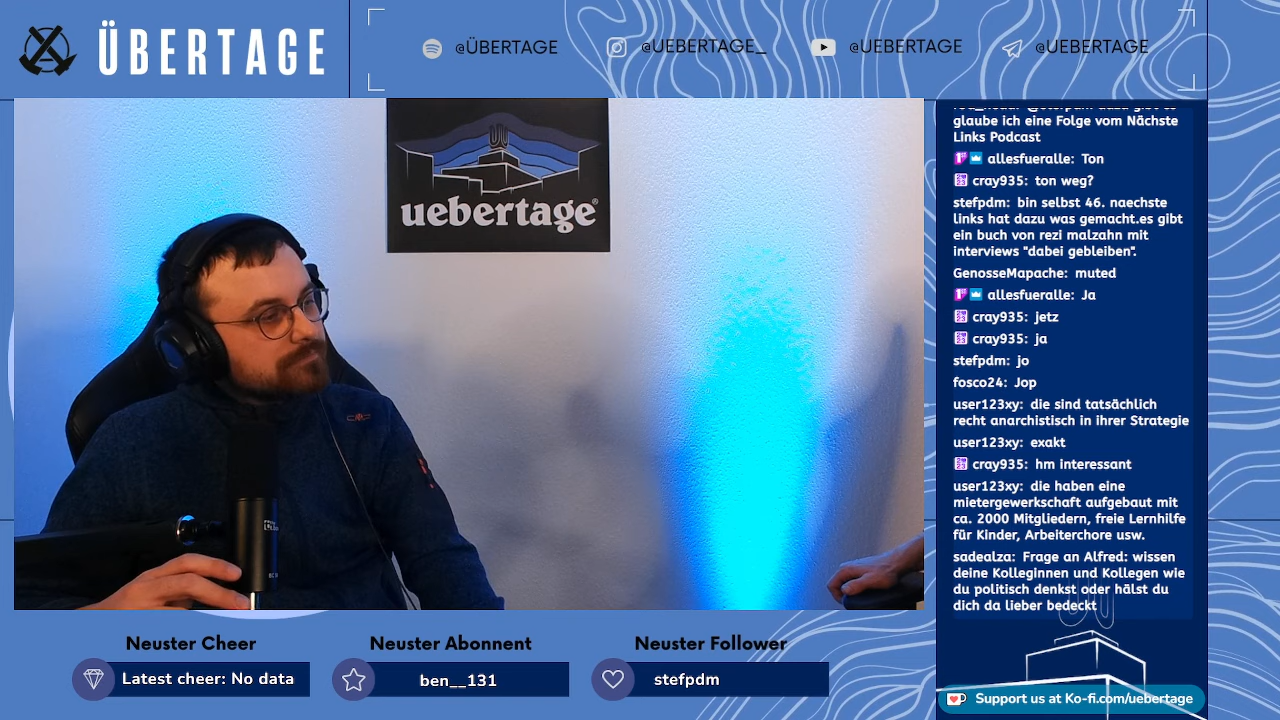 ÜBERTAGE
@ÜBERTAGE
@UEBERTAGE_
@UEBERTAGE
@UEBERTAGE
uebertage®
glaube ich eine Folge vom Nächste
Links Podcast
allesfueralle: Ton
cray935: ton weg?
stefpdm: bin selbst 46. naechste
links hat dazu was gemacht.es gibt
ein buch von rezi malzahn mit
interviews "dabei gebleiben".
GenosseMapache: muted
allesfueralle: Ja
cray935: jetz
cray935: ja
stefpdm: jo
fosco24: Jop
user123xy: die sind tatsächlich
recht anarchistisch in ihrer Strategie
user123xy: exakt
cray935: hm interessant
user123xy: die haben eine
mietergewerkschaft aufgebaut mit
ca. 2000 Mitgliedern, freie Lernhilfe
für Kinder, Arbeiterchore usw.
sadealza: Frage an Alfred: wissen
deine Kolleginnen und Kollegen wie
du politisch denkst oder hälst du
dich da lieber bedeckt
Neuster Cheer
Latest cheer: No data
Neuster Abonnent
ben__131
Neuster Follower
stefpdm
Support us at Ko-fi.com/uebertage